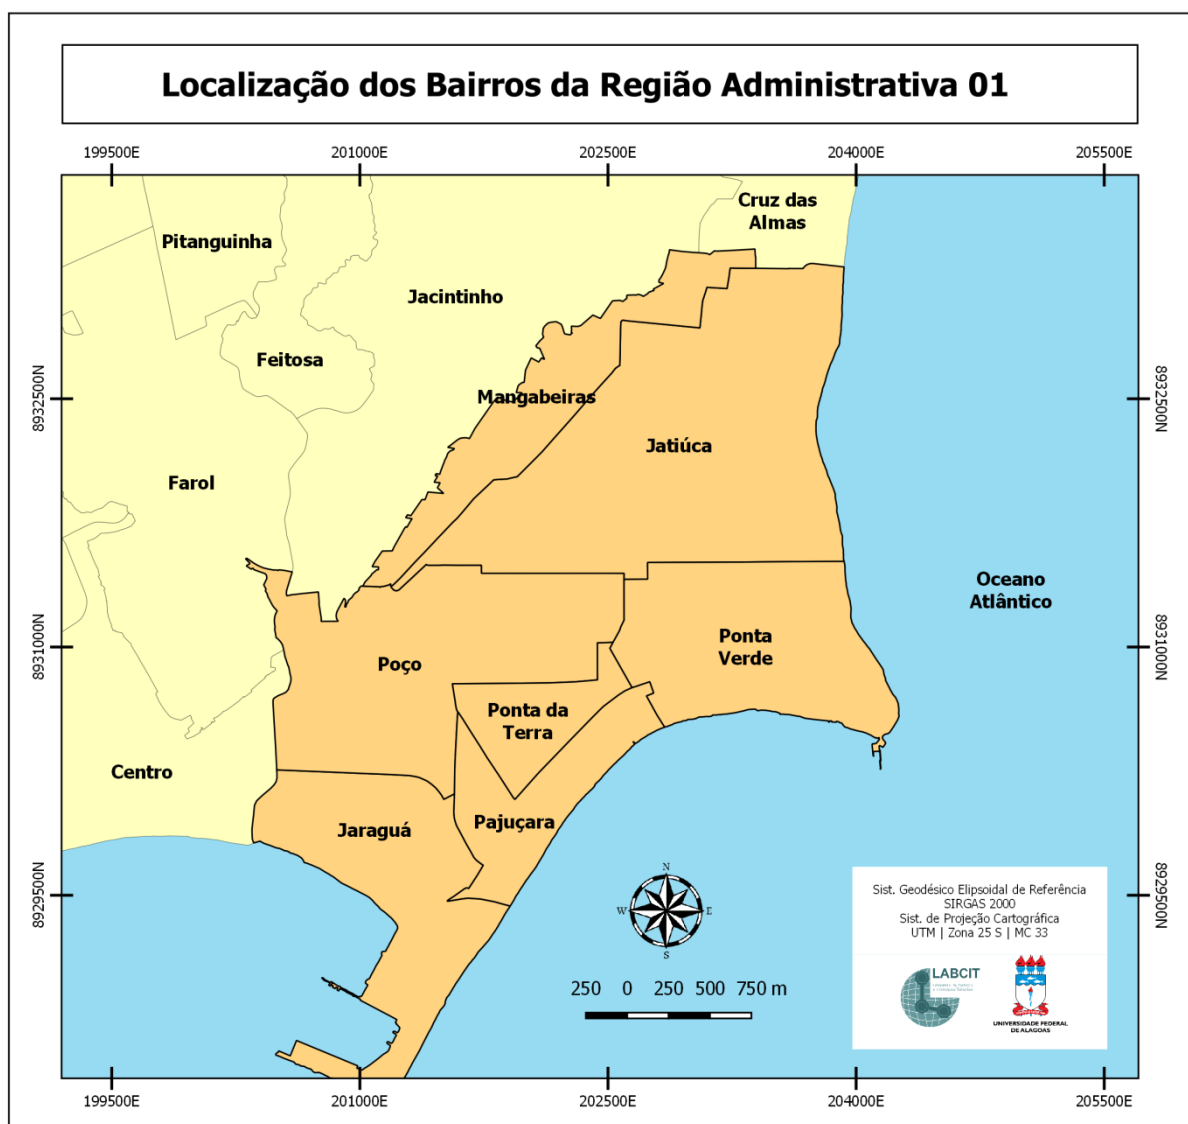 Localização dos Bairros da Região Administrativa 01
199500E
201000E
202500E
204000E
205500E
Cruz das
Almas
Pitanguinha
Jacintinho
Feitosa
8932500N
Mangabeiras
8932500N
Jatiúca
Farol
Oceano
Atlântico
8931000N
Ponta
Verde
8931000N
Poço
Ponta da
Terra
Centro
Pajuçara
Jaraguá
8929500N
N
W
E
S
8929500N
Sist. Geodésico Elipsoidal de Referência
SIRGAS 2000
Sist. de Projeção Cartográfica
UTM | Zona 25 S | MC 33
250 0 250 500 750 m
LABCIT
UNIVERSIDADE FEDERAL
DE ALAGOAS
199500E
201000E
202500E
204000E
205500E